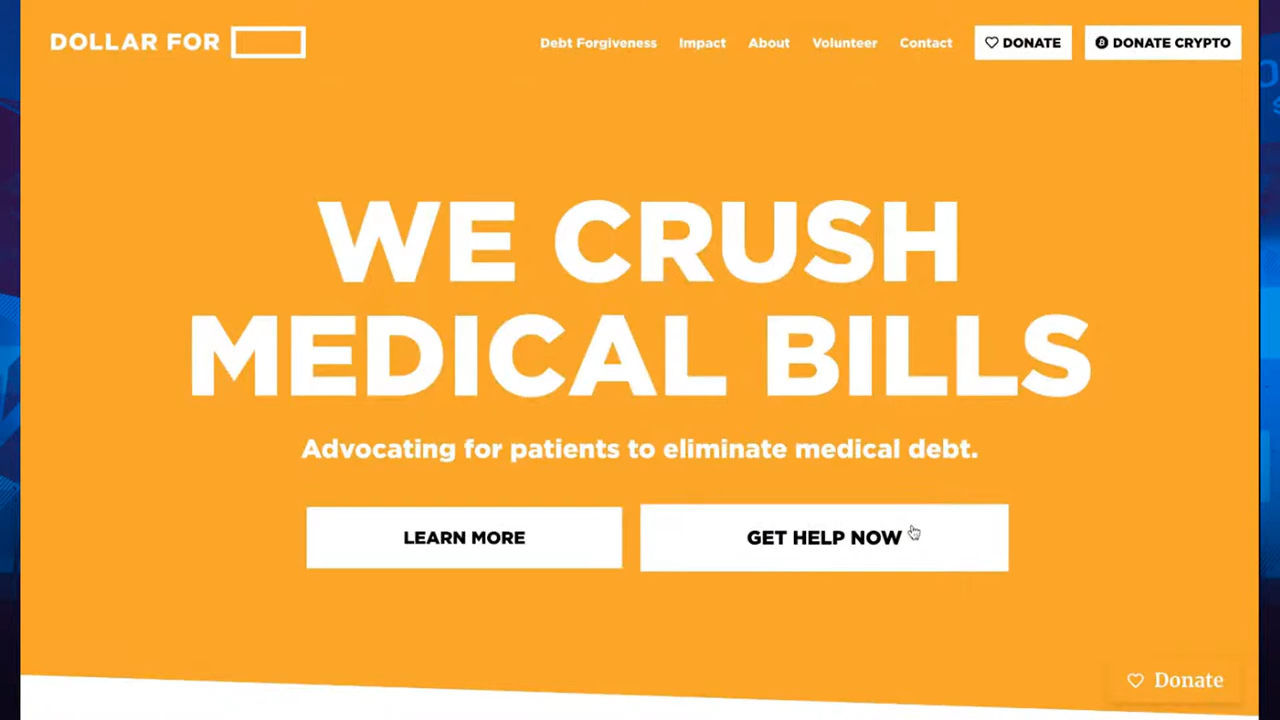 DOLLAR FOR
Debt Forgiveness Impact About Volunteer Contact DONATE DONATE CRYPTO
WE CRUSH
MEDICAL BILLS
Advocating for patients to eliminate medical debt.
LEARN MORE GET HELP NOW
Donate